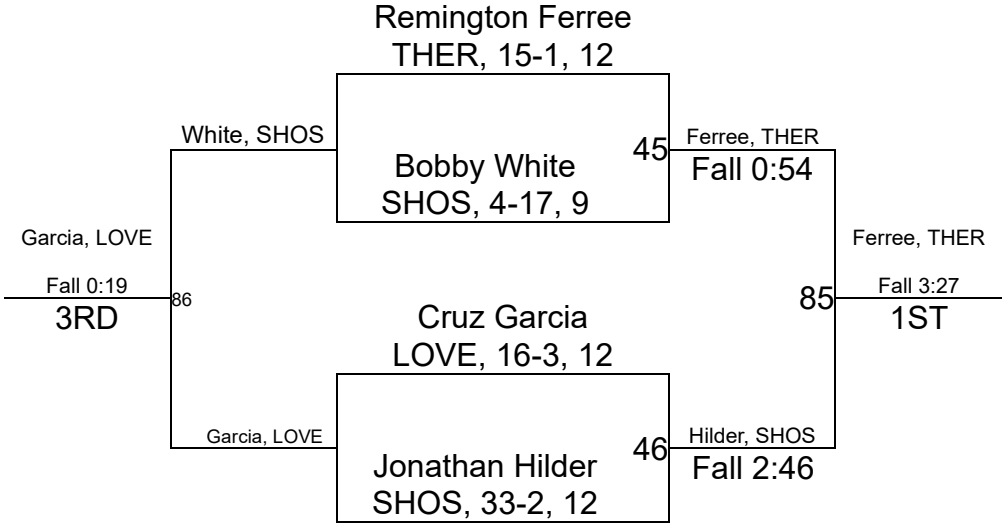 Remington Ferree
THER, 15-1, 12
White, SHOS
Bobby White
SHOS, 4-17, 9
45
Ferree, THER
Fall 0:54
Garcia, LOVE
Fall 0:19
3RD
86
85
Ferree, THER
Fall 3:27
1ST
Cruz Garcia
LOVE, 16-3, 12
Garcia, LOVE
Jonathan Hilder
SHOS, 33-2, 12
46
Hilder, SHOS
Fall 2:46